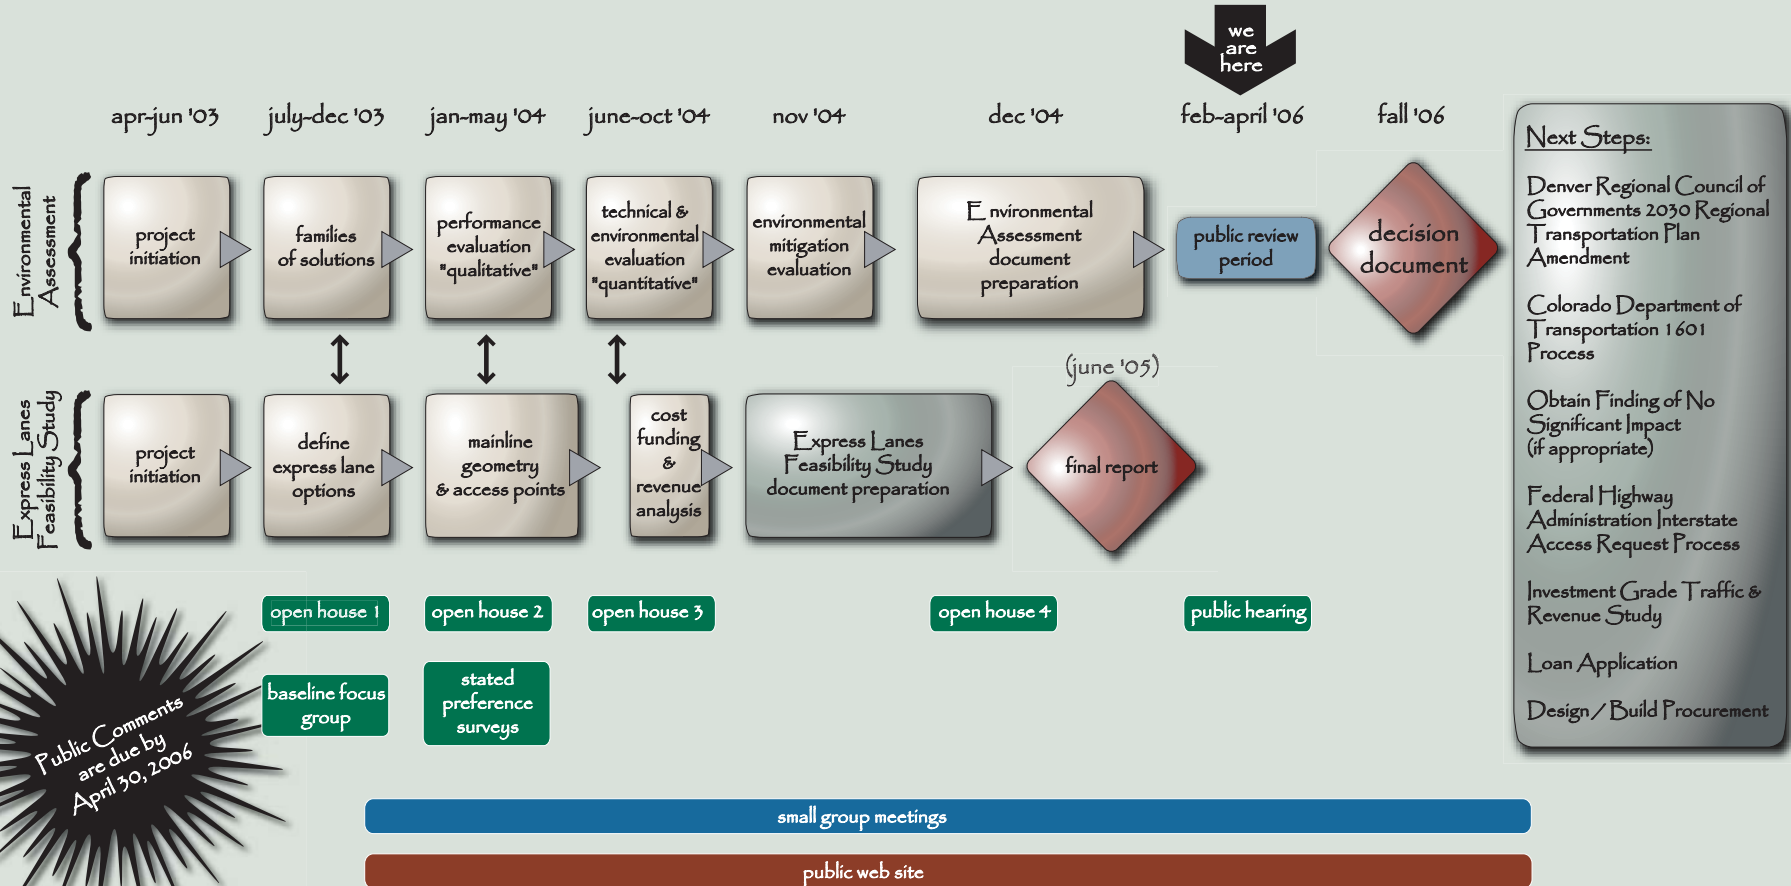 we
are
here
apr-jun '03
july-dec '03
jan-may '04
june-oct '04
nov '04
dec '04
feb-april '06
fall '06
Environmental
Assessment
project
initiation
families
of solutions
performance
evaluation
"qualitative"
technical &
environmental
evaluation
"quantitative"
environmental
mitigation
evaluation
Environmental
Assessment
document
preparation
public review
period
decision
document
Express Lanes
Feasibility Study
project
initiation
define
express lane
options
mainline
geometry
& access points
cost
funding
&
revenue
analysis
Express Lanes
Feasibility Study
document preparation
(june '05)
final report
open house 1
open house 2
open house 3
open house 4
public hearing
baseline focus
group
stated
preference
surveys
Public Comments
are due by
April 30, 2006
small group meetings
public web site
Next Steps:
Denver Regional Council of
Governments 2030 Regional
Transportation Plan
Amendment
Colorado Department of
Transportation 1601
Process
Obtain Finding of No
Significant Impact
(if appropriate)
Federal Highway
Administration Interstate
Access Request Process
Investment Grade Traffic &
Revenue Study
Loan Application
Design / Build Procurement